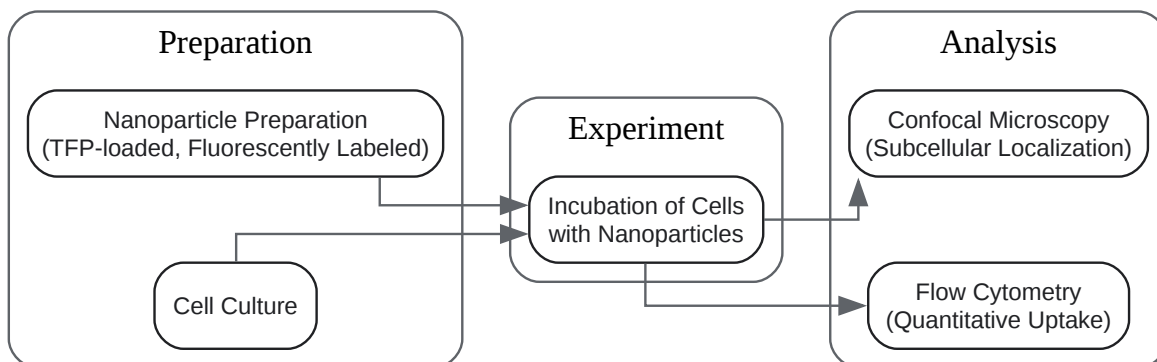 Preparation
Nanoparticle Preparation
(TFP-loaded, Fluorescently Labeled)
Cell Culture
Experiment
Incubation of Cells
with Nanoparticles
Analysis
Confocal Microscopy
(Subcellular Localization)
Flow Cytometry
(Quantitative Uptake)